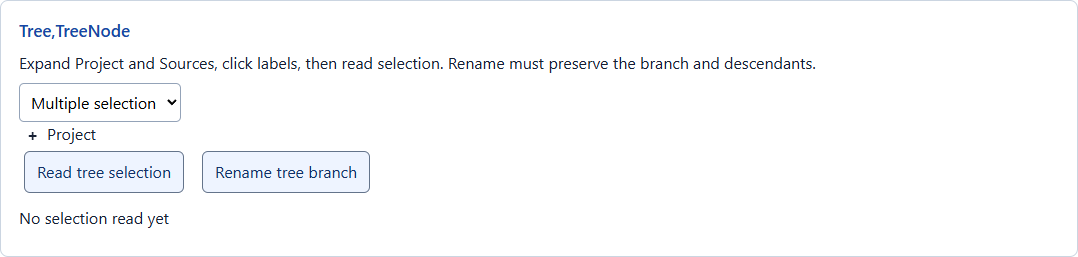 Tree,TreeNode
Expand Project and Sources, click labels, then read selection. Rename must preserve the branch and descendants.
Multiple selection
+ Project
Read tree selection Rename tree branch
No selection read yet